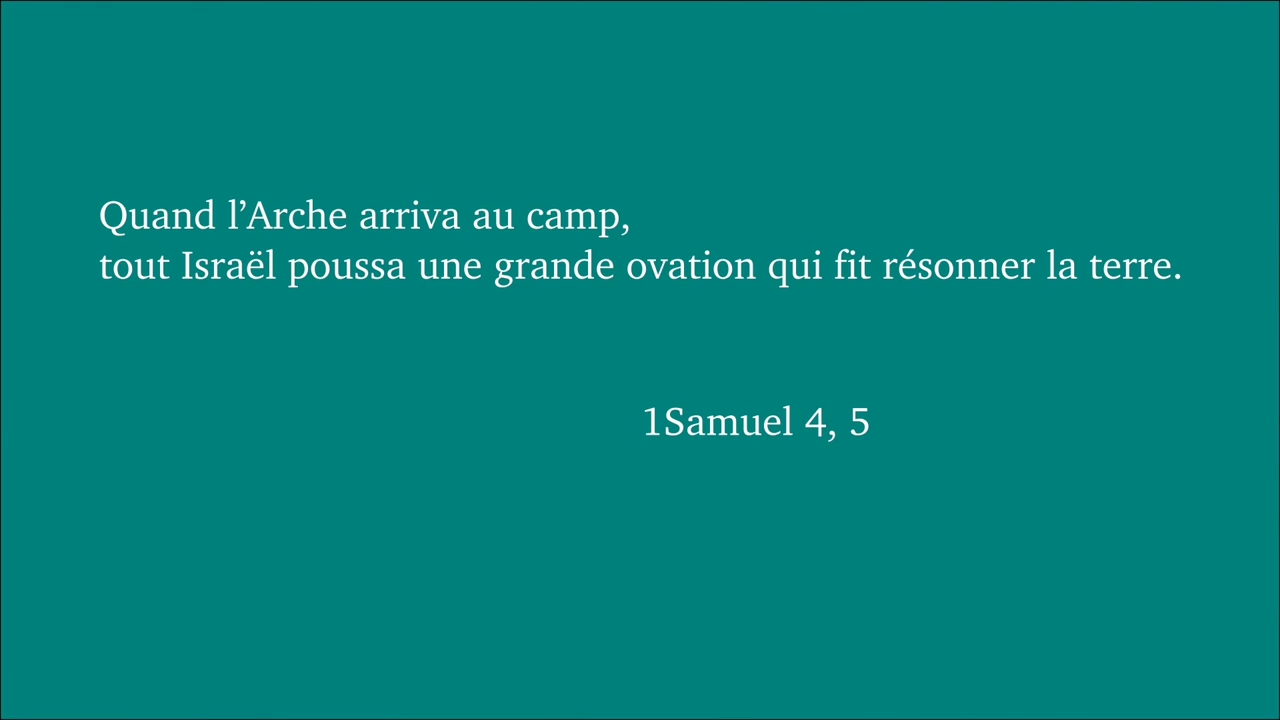 Quand l’Arche arriva au camp,
tout Israël poussa une grande ovation qui fit résonner la terre.
1Samuel 4, 5